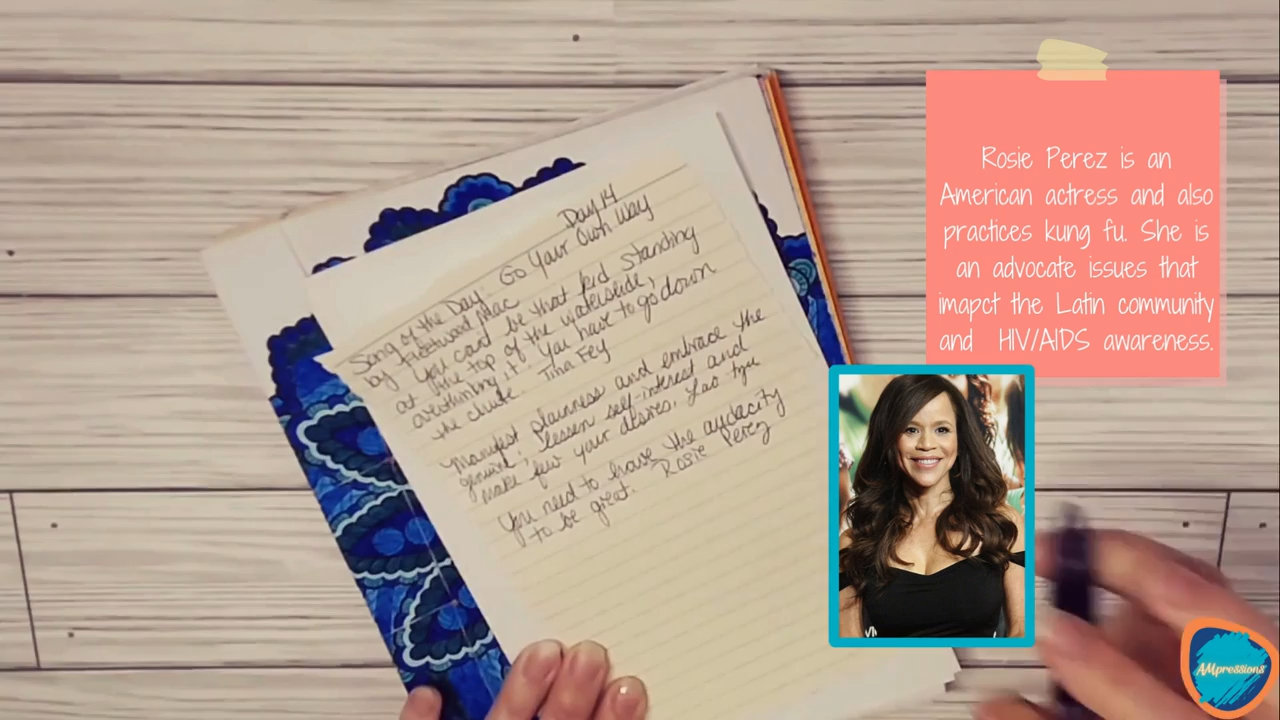 Day 14
Song of the Day: Go Your Own Way
by Fleetwood Mac
You can't be that kid standing
at the top of the waterslide,
overthinking it. You have to go down
the chute. Tina Fey
Manifest plainness and embrace the
genuine; lessen self-interest and
make few your desires. Lao tzu
You need to have the audacity
to be great. Rosie Perez
Rosie Perez is an
American actress and also
practices kung fu. She is
an advocate issues that
imapct the Latin community
and HIV/AIDS awareness.
AMpressions